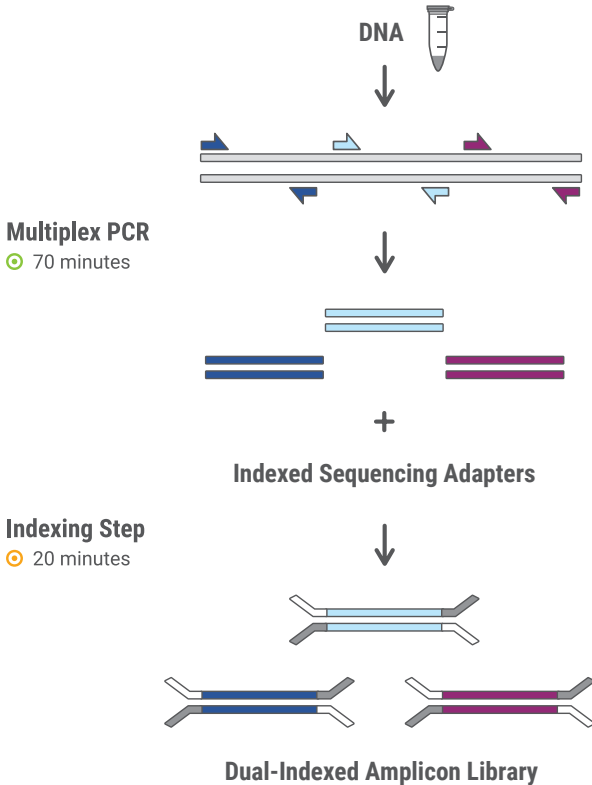 DNA
Multiplex PCR
70 minutes
+
Indexed Sequencing Adapters
Indexing Step
20 minutes
Dual-Indexed Amplicon Library